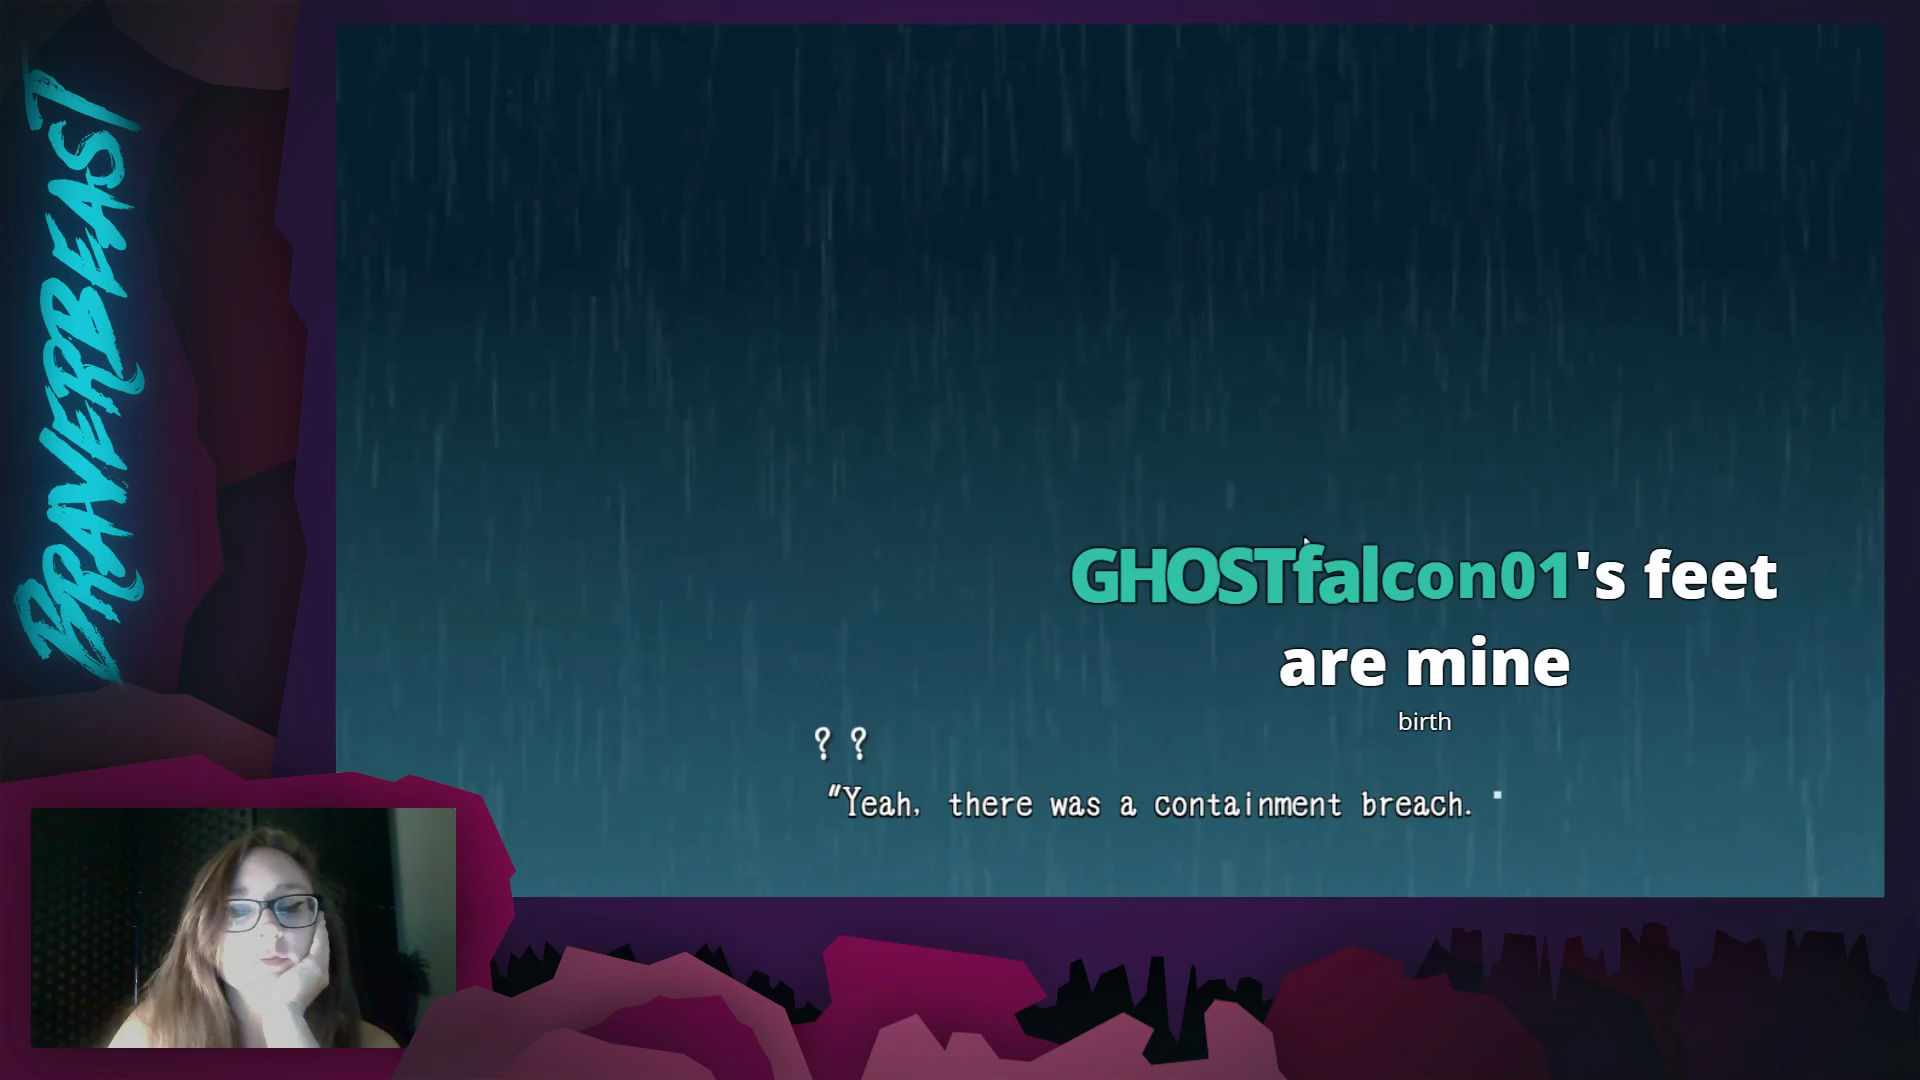 BRAVERBEAST
GHOSTfalcon01's feet
are mine
birth
? ?
"Yeah, there was a containment breach. "